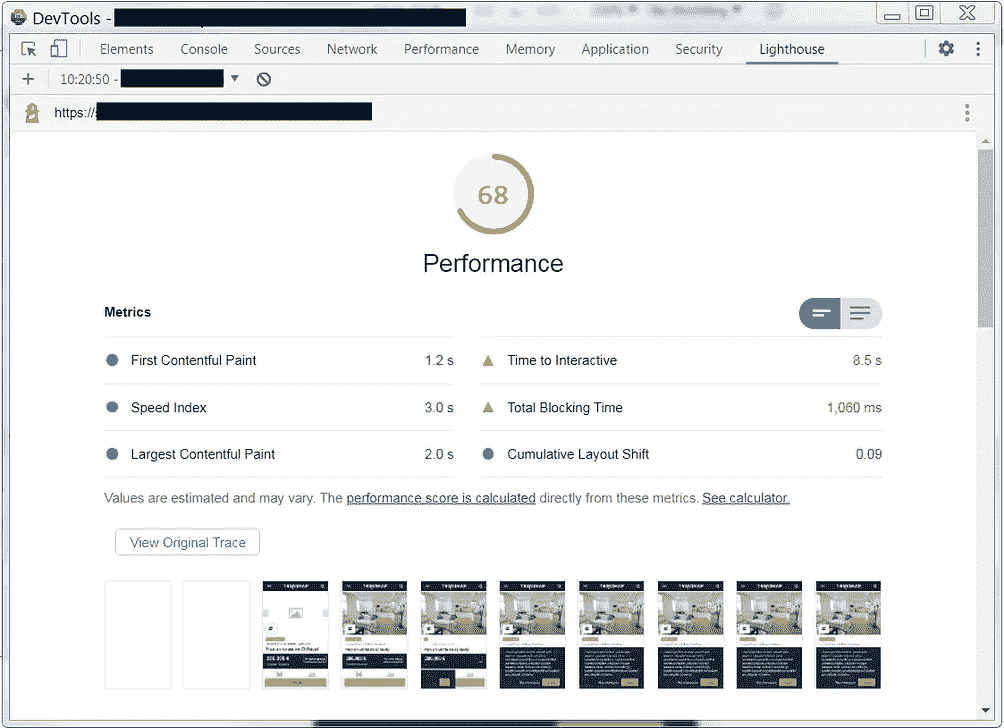 DevTools -
Elements Console Sources Network Performance Memory Application Security Lighthouse
10:20:50 -
https://
68
Performance
Metrics
First Contentful Paint 1.2 s Time to Interactive 8.5 s
Speed Index 3.0 s Total Blocking Time 1,060 ms
Largest Contentful Paint 2.0 s Cumulative Layout Shift 0.09
Values are estimated and may vary. The performance score is calculated directly from these metrics. See calculator.
View Original Trace